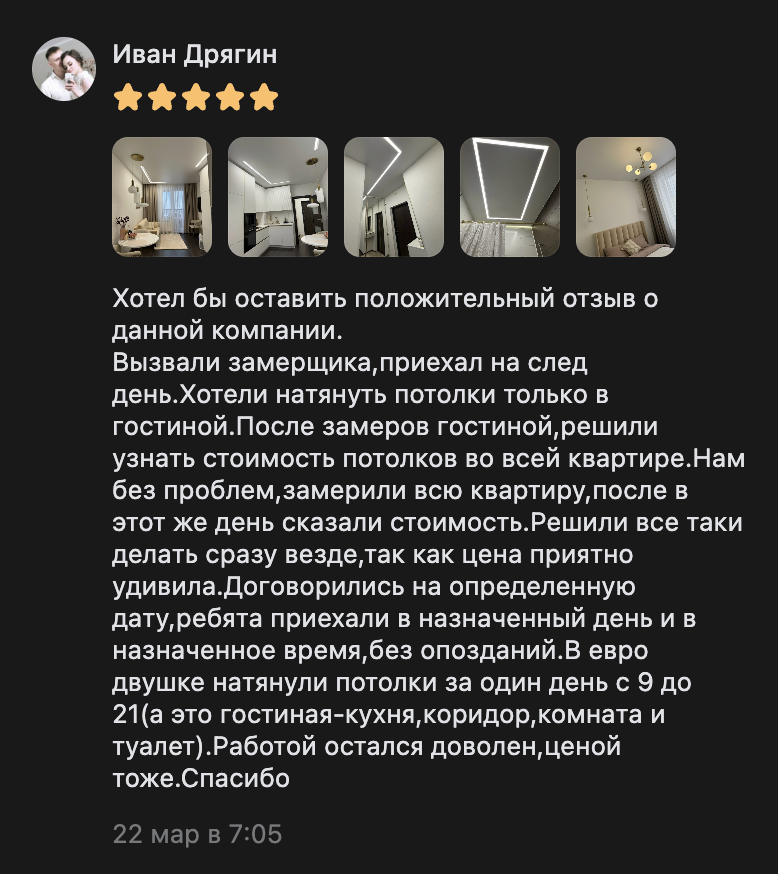 Иван Дрягин
Хотел бы оставить положительный отзыв о
данной компании.
Вызвали замерщика,приехал на след
день.Хотели натянуть потолки только в
гостиной.После замеров гостиной,решили
узнать стоимость потолков во всей квартире.Нам
без проблем,замерили всю квартиру,после в
этот же день сказали стоимость.Решили все таки
делать сразу везде,так как цена приятно
удивила.Договорились на определенную
дату,ребята приехали в назначенный день и в
назначенное время,без опозданий.В евро
двушке натянули потолки за один день с 9 до
21(а это гостиная-кухня,коридор,комната и
туалет).Работой остался доволен,ценой
тоже.Спасибо
22 мар в 7:05